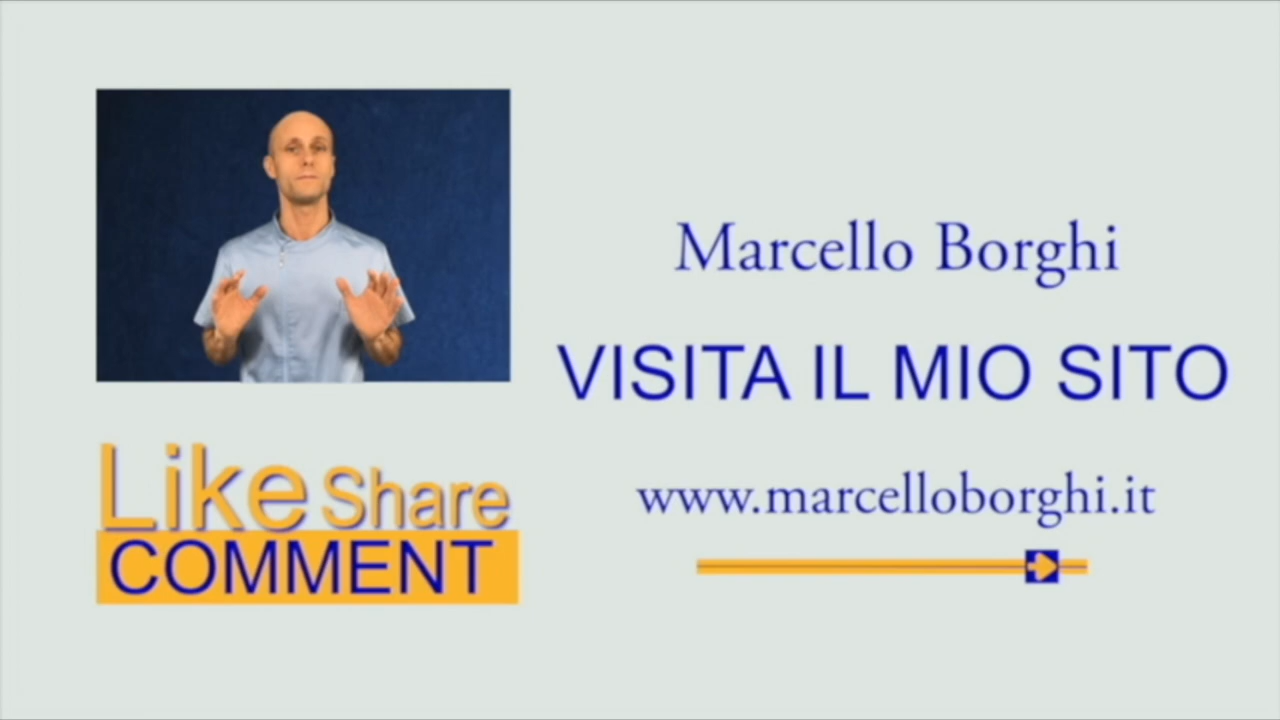 Marcello Borghi
VISITA IL MIO SITO
www.marcelloborghi.it
Like Share
COMMENT